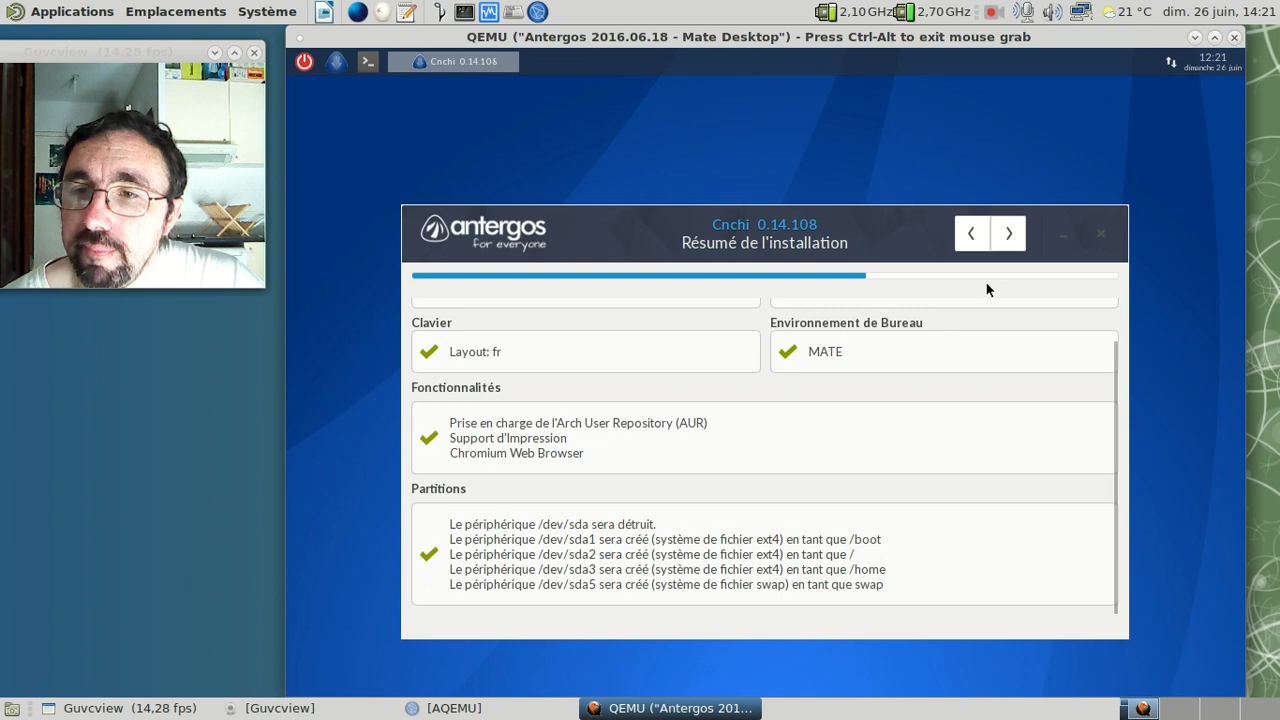 Applications Emplacements Système
2,10 GHz 2,70 GHz 21 °C dim. 26 juin, 14:21
Guvcview (14.28 fps)
QEMU ("Antergos 2016.06.18 - Mate Desktop") - Press Ctrl-Alt to exit mouse grab
Cnchi 0.14.108
12:21
dimanche 26 juin
antergos
for everyone
Cnchi 0.14.108
Résumé de l'installation
Clavier
Layout: fr
Environnement de Bureau
MATE
Fonctionnalités
Prise en charge de l'Arch User Repository (AUR)
Support d'Impression
Chromium Web Browser
Partitions
Le périphérique /dev/sda sera détruit.
Le périphérique /dev/sda1 sera créé (système de fichier ext4) en tant que /boot
Le périphérique /dev/sda2 sera créé (système de fichier ext4) en tant que /
Le périphérique /dev/sda3 sera créé (système de fichier ext4) en tant que /home
Le périphérique /dev/sda5 sera créé (système de fichier swap) en tant que swap
Guvcview (14,28 fps) [Guvcview] [AQEMU] QEMU ("Antergos 201...